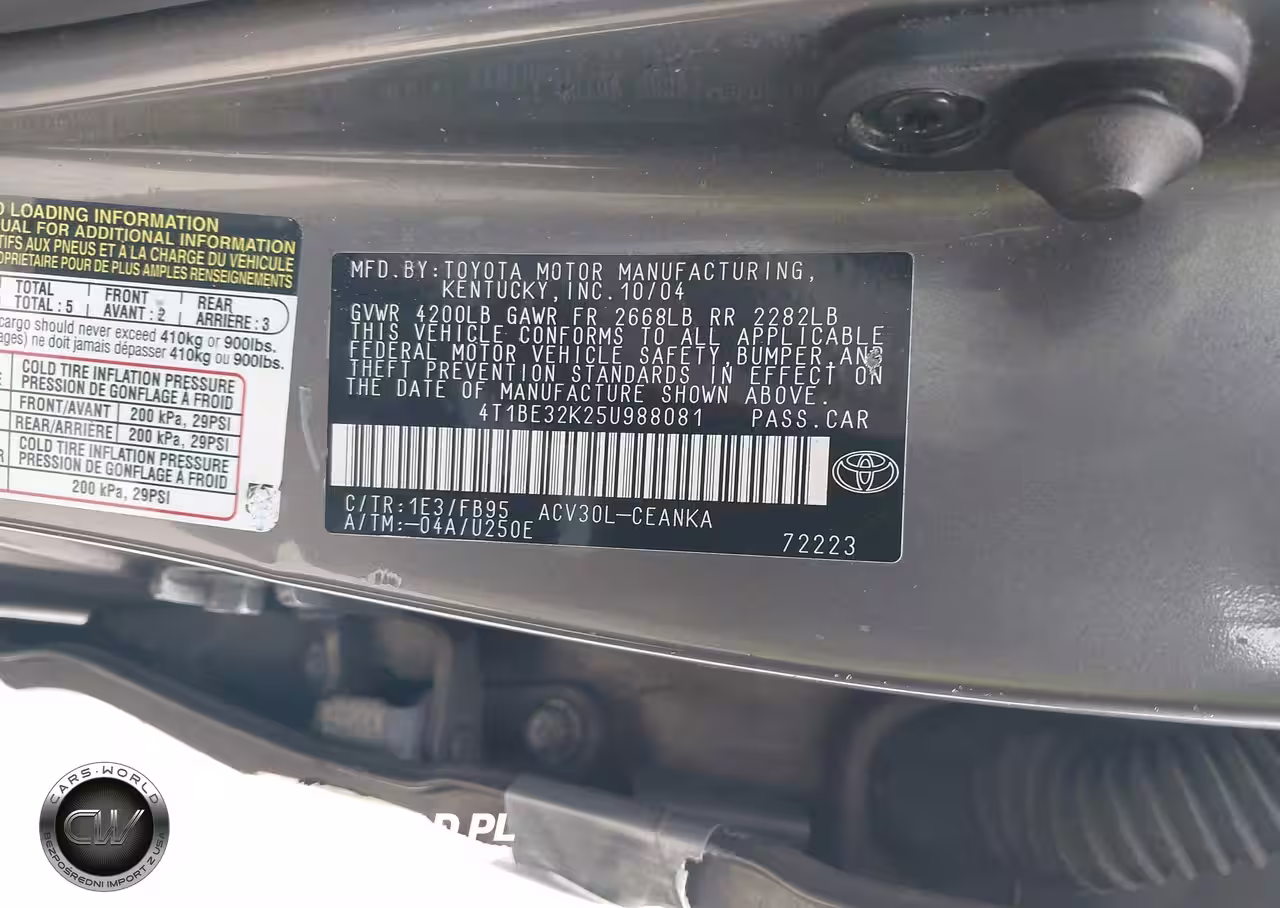 LOADING INFORMATION
FOR ADDITIONAL INFORMATION
AUX PNEUS ET À LA CHARGE DU VEHICULE
POUR DE PLUS AMPLES RENSEIGNEMENTS
TOTAL
TOTAL : 5
FRONT
AVANT : 2
REAR
ARRIÈRE : 3
cargo should never exceed 410kg or 900lbs.
ne doit jamais dépasser 410kg ou 900lbs.
COLD TIRE INFLATION PRESSURE
PRESSION DE GONFLAGE À FROID
FRONT/AVANT 200 kPa, 29PSI
REAR/ARRIÈRE 200 kPa, 29PSI
COLD TIRE INFLATION PRESSURE
PRESSION DE GONFLAGE À FROID
200 kPa, 29PSI
MFD.BY:TOYOTA MOTOR MANUFACTURING,
KENTUCKY,INC.10/04
GVWR 4200LB GAWR FR 2668LB RR 2282LB
THIS VEHICLE CONFORMS TO ALL APPLICABLE
FEDERAL MOTOR VEHICLE SAFETY,BUMPER,AND
THEFT PREVENTION STANDARDS IN EFFECT ON
THE DATE OF MANUFACTURE SHOWN ABOVE.
4T1BE32K25U988081 PASS.CAR
C/TR:1E3/FB95 ACV30L-CEANKA
A/TM:-04A/U250E
72223
CARS·WORLD
CW
BEZPOŚREDNI IMPORT Z USA
D.PL